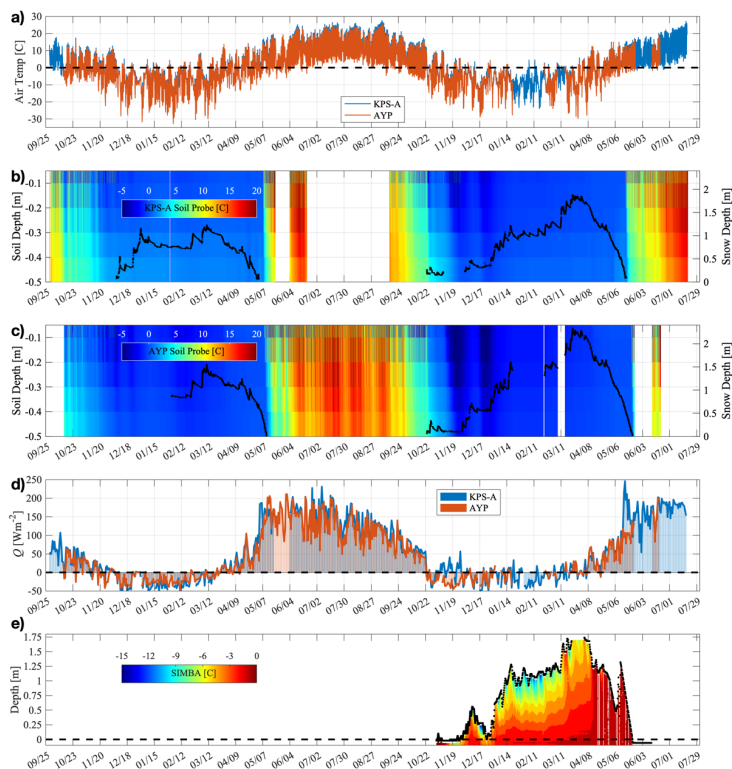 a)
30
20
10
0
-10
-20
-30
Air Temp [C]
KPS-A
AYP
09/25 10/23 11/20 12/18 01/15 02/12 03/12 04/09 05/07 06/04 07/02 07/30 08/27 09/24 10/22 11/19 12/17 01/14 02/11 03/11 04/08 05/06 06/03 07/01 07/29
b)
-0.1
-0.2
-0.3
-0.4
-0.5
Soil Depth [m]
-5 0 5 10 15 20
KPS-A Soil Probe [C]
2
1.5
1
0.5
0
Snow Depth [m]
09/25 10/23 11/20 12/18 01/15 02/12 03/12 04/09 05/07 06/04 07/02 07/30 08/27 09/24 10/22 11/19 12/17 01/14 02/11 03/11 04/08 05/06 06/03 07/01 07/29
c)
-0.1
-0.2
-0.3
-0.4
-0.5
Soil Depth [m]
-5 0 5 10 15 20
AYP Soil Probe [C]
2
1.5
1
0.5
0
Snow Depth [m]
09/25 10/23 11/20 12/18 01/15 02/12 03/12 04/09 05/07 06/04 07/02 07/30 08/27 09/24 10/22 11/19 12/17 01/14 02/11 03/11 04/08 05/06 06/03 07/01 07/29
d)
250
200
150
100
50
0
-50
Q [Wm-2]
KPS-A
AYP
09/25 10/23 11/20 12/18 01/15 02/12 03/12 04/09 05/07 06/04 07/02 07/30 08/27 09/24 10/22 11/19 12/17 01/14 02/11 03/11 04/08 05/06 06/03 07/01 07/29
e)
1.75
1.5
1.25
1
0.75
0.5
0.25
0
Depth [m]
-15 -12 -9 -6 -3 0
SIMBA [C]
09/25 10/23 11/20 12/18 01/15 02/12 03/12 04/09 05/07 06/04 07/02 07/30 08/27 09/24 10/22 11/19 12/17 01/14 02/11 03/11 04/08 05/06 06/03 07/01 07/29